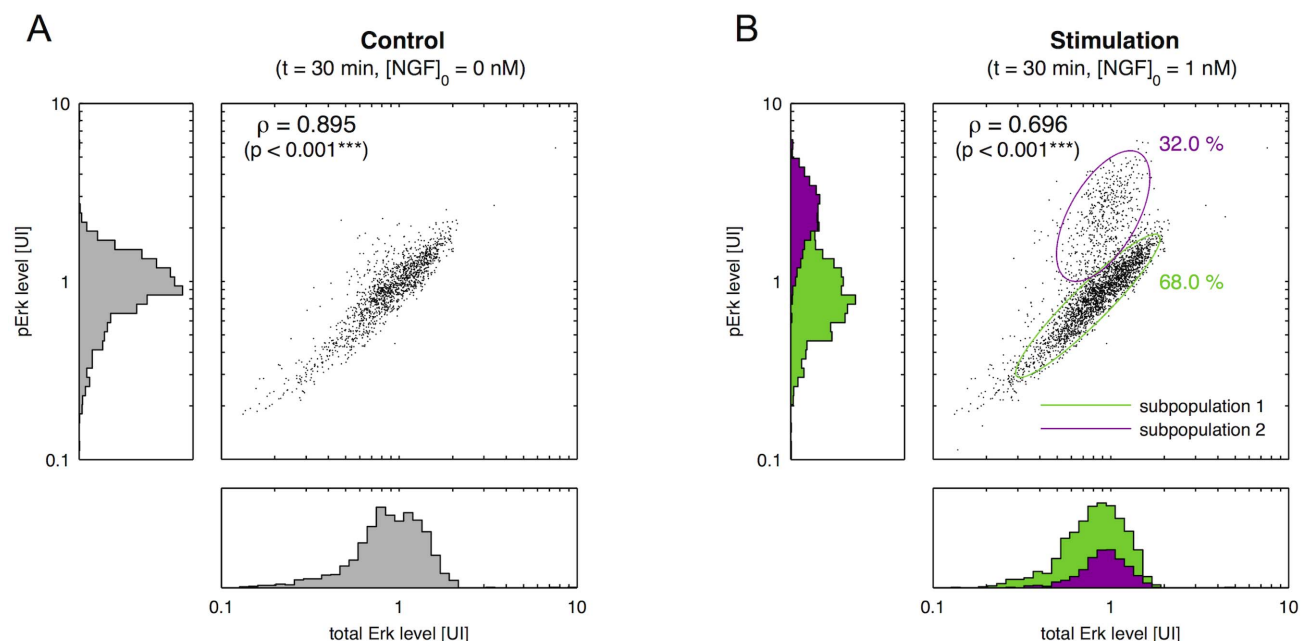 A
Control
(t = 30 min, [NGF]₀ = 0 nM)
10
1
0.1
pErk level [UI]
ρ = 0.895
(p < 0.001***)
0.1
1
10
total Erk level [UI]
B
Stimulation
(t = 30 min, [NGF]₀ = 1 nM)
10
1
0.1
pErk level [UI]
ρ = 0.696
(p < 0.001***)
32.0 %
68.0 %
subpopulation 1
subpopulation 2
0.1
1
10
total Erk level [UI]